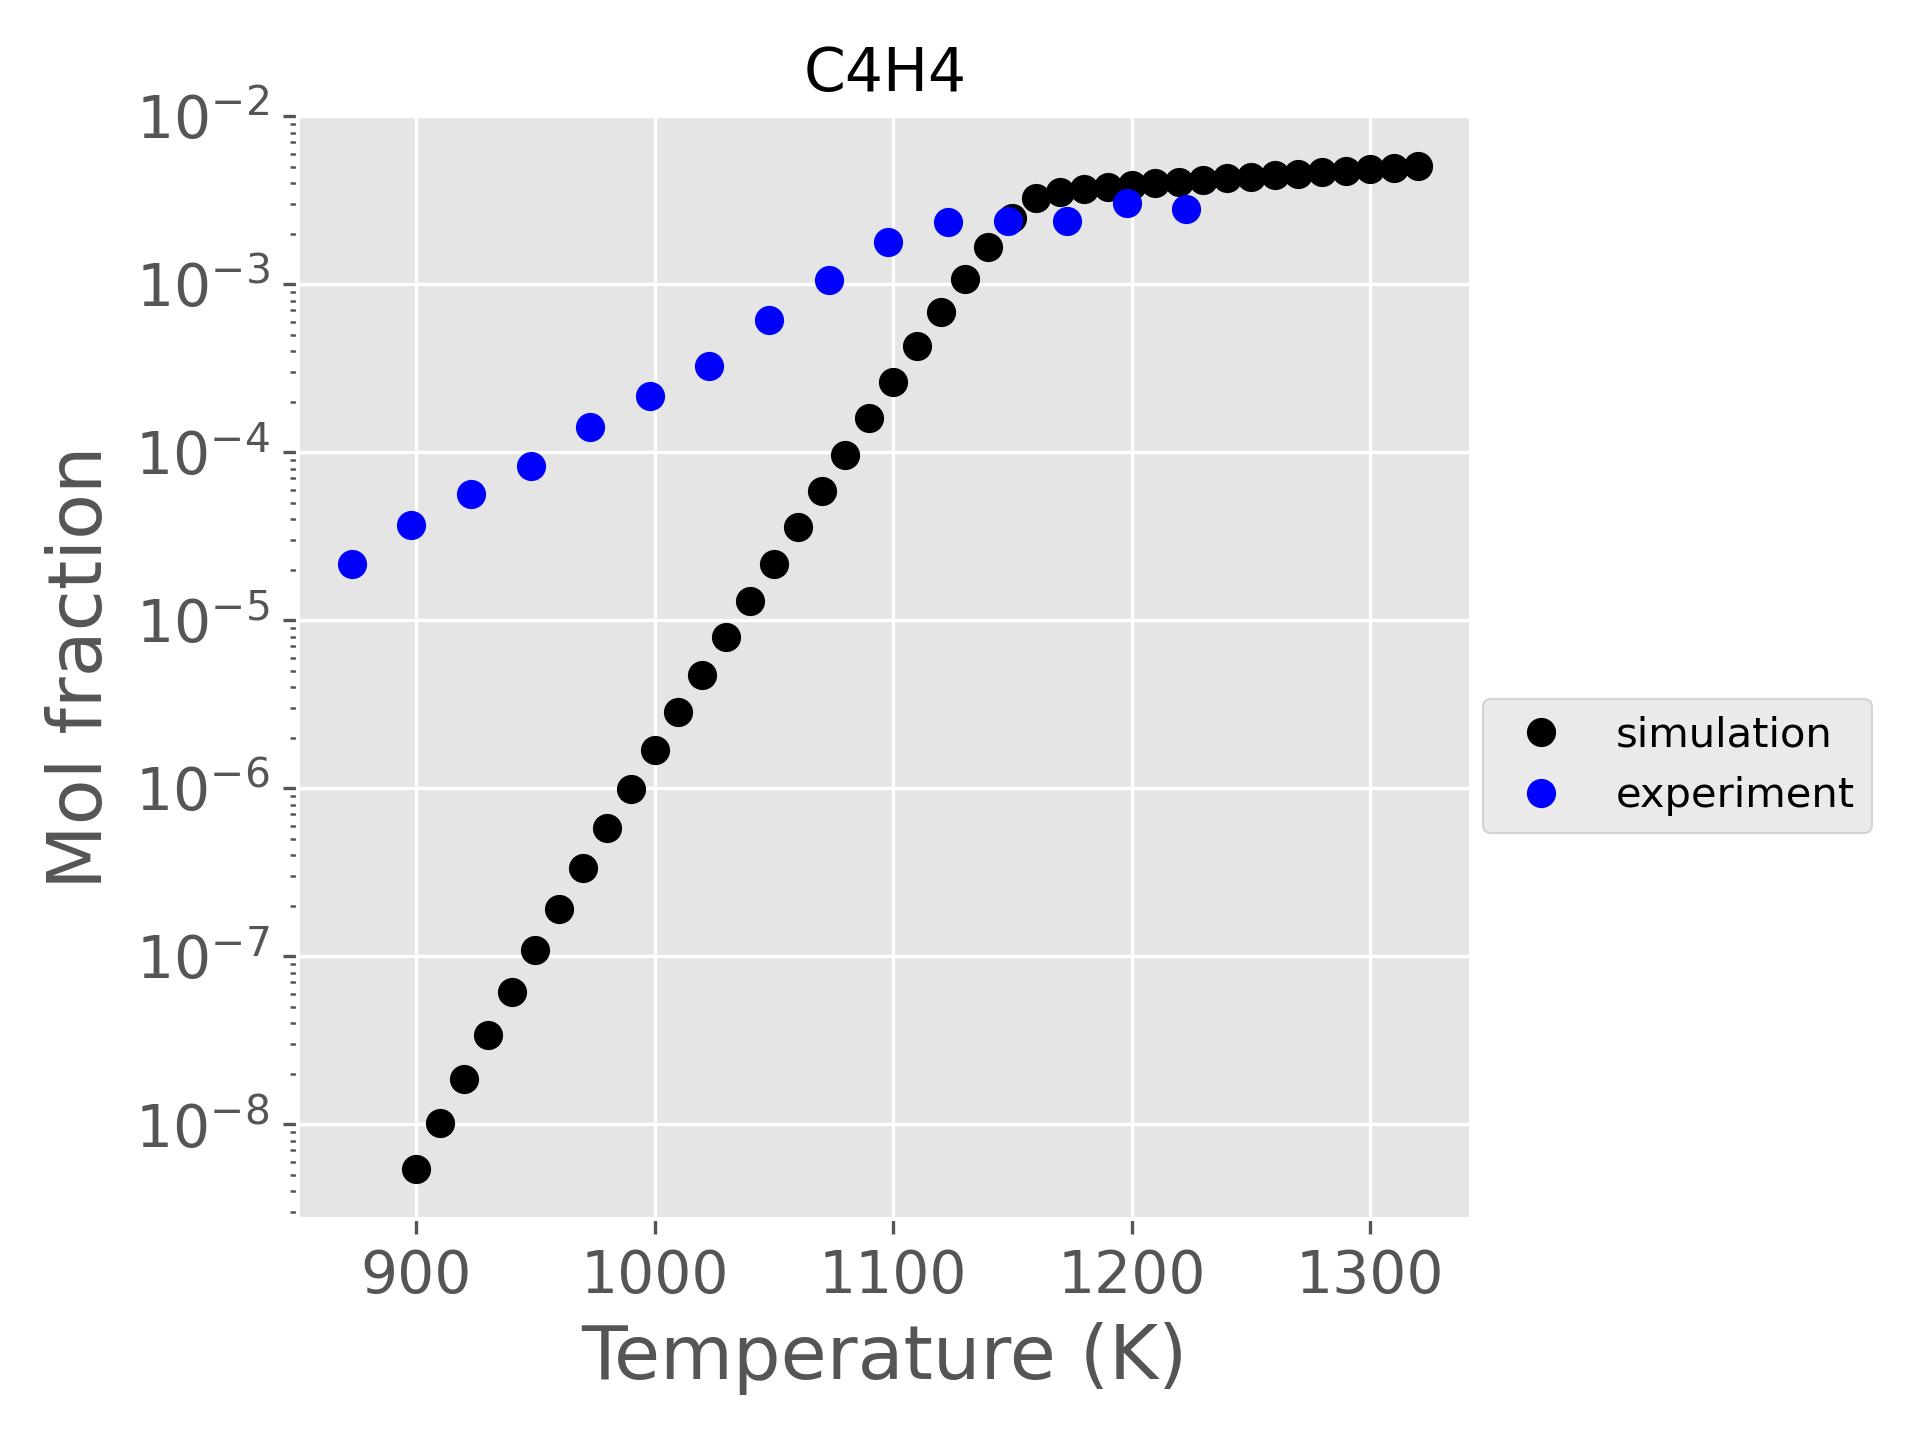 C4H4
10⁻²
10⁻³
10⁻⁴
10⁻⁵
10⁻⁶
10⁻⁷
10⁻⁸
Mol fraction
900 1000 1100 1200 1300
Temperature (K)
simulation
experiment